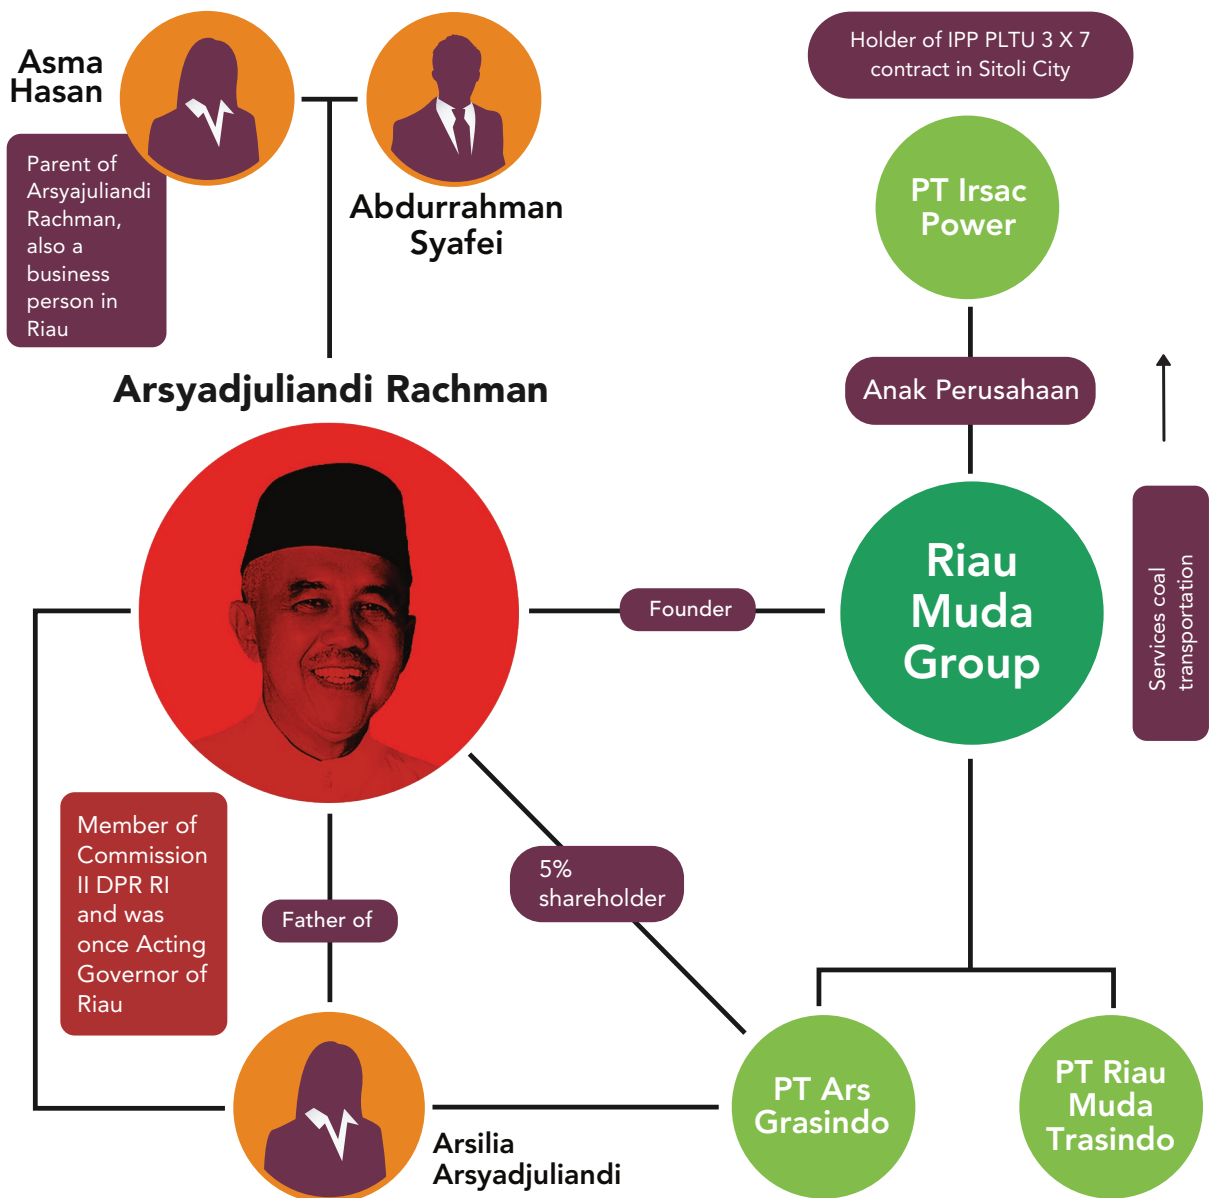 Asma
Hasan
Parent of
Arsyajuliandi
Rachman,
also a
business
person in
Riau
Abdurrahman
Syafei
Holder of IPP PLTU 3 X 7
contract in Sitoli City
PT Irsac
Power
Anak Perusahaan
Arsyadjuliandi Rachman
Founder
Riau
Muda
Group
Services coal
transportation
Member of
Commission
II DPR RI
and was
once Acting
Governor of
Riau
Father of
5%
shareholder
Arsilia
Arsyadjuliandi
PT Ars
Grasindo
PT Riau
Muda
Trasindo